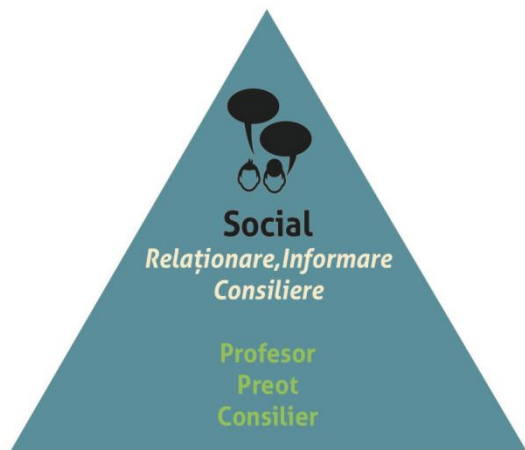 Social
Relaționare,Informare
Consiliere
Profesor
Preot
Consilier